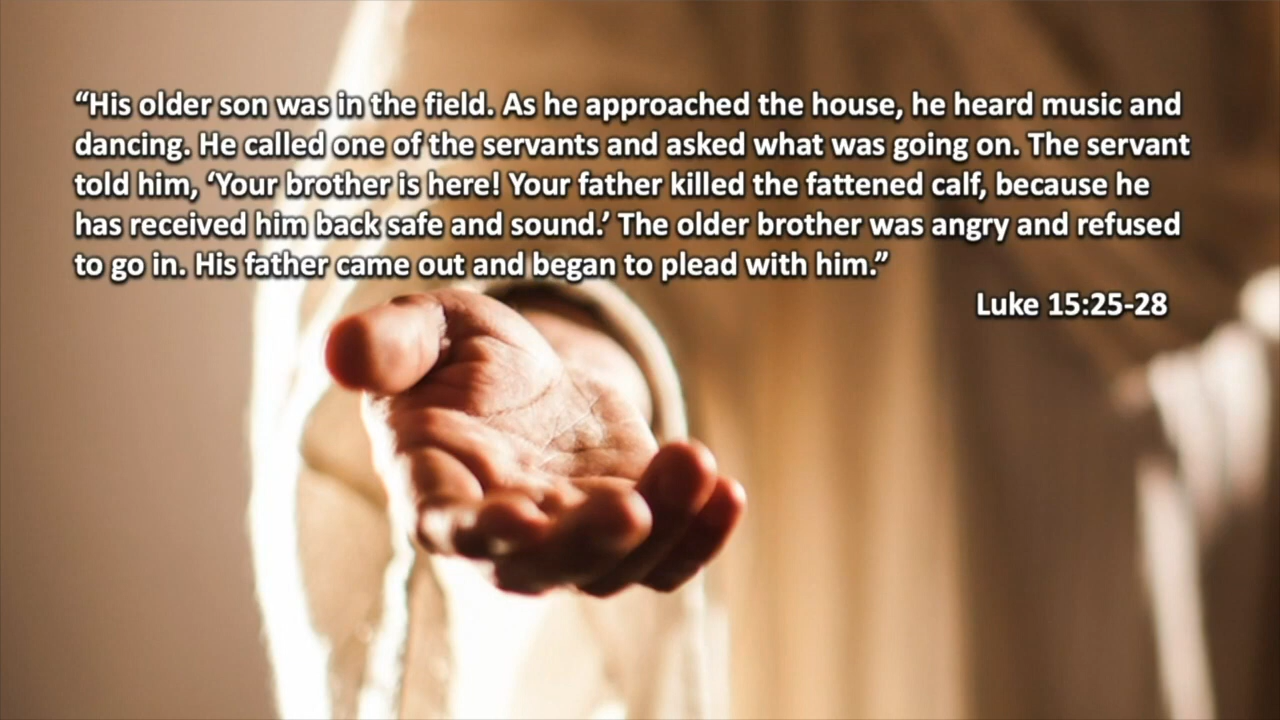 “His older son was in the field. As he approached the house, he heard music and
dancing. He called one of the servants and asked what was going on. The servant
told him, ‘Your brother is here! Your father killed the fattened calf, because he
has received him back safe and sound.’ The older brother was angry and refused
to go in. His father came out and began to plead with him.”
Luke 15:25-28